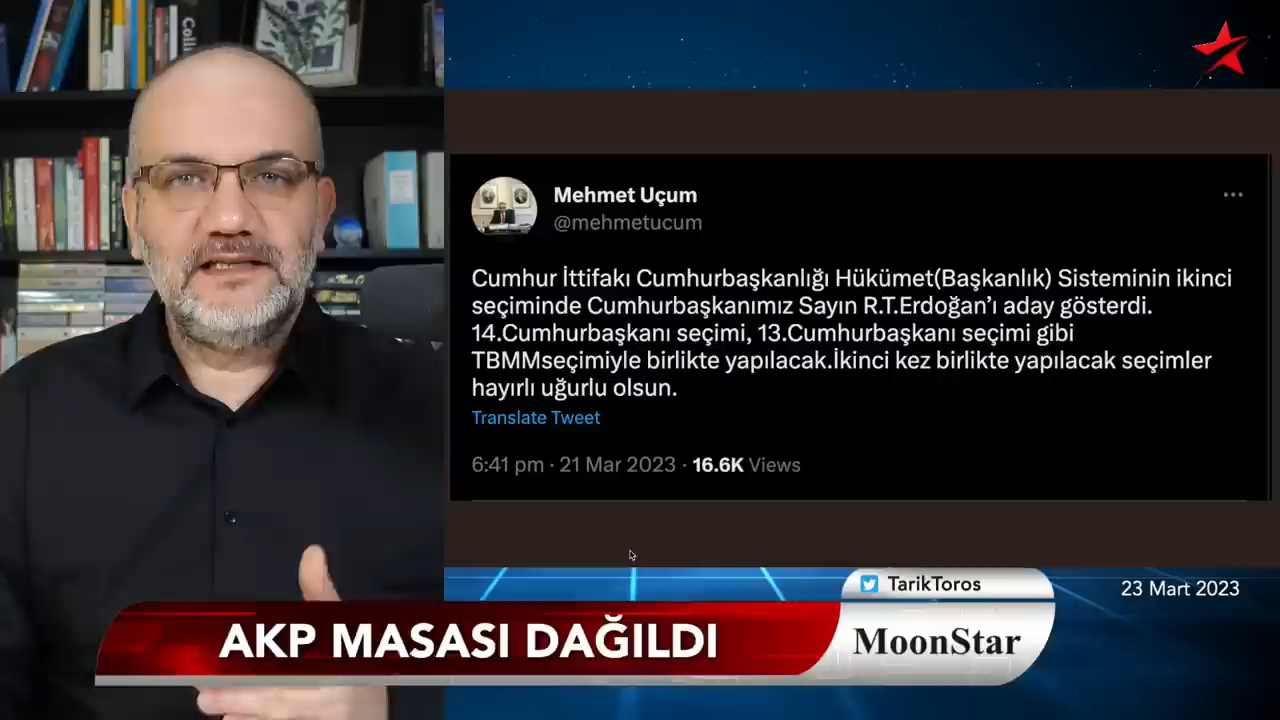 Mehmet Uçum
@mehmetucum
Cumhur İttifakı Cumhurbaşkanlığı Hükümet(Başkanlık) Sisteminin ikinci
seçiminde Cumhurbaşkanımız Sayın R.T.Erdoğan’ı aday gösterdi.
14.Cumhurbaşkanı seçimi, 13.Cumhurbaşkanı seçimi gibi
TBMMseçimiyle birlikte yapılacak.İkinci kez birlikte yapılacak seçimler
hayırlı uğurlu olsun.
Translate Tweet
6:41 pm · 21 Mar 2023 · 16.6K Views
TarikToros
23 Mart 2023
AKP MASASI DAĞILDI
MoonStar